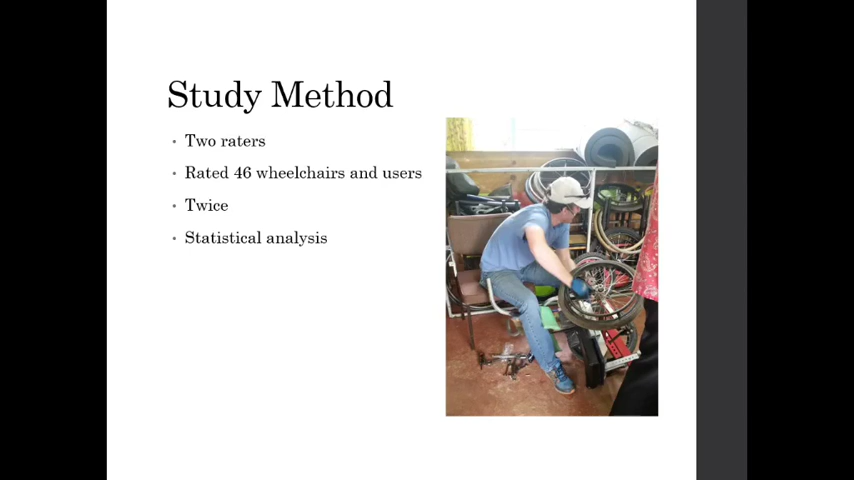 Study Method
• Two raters
• Rated 46 wheelchairs and users
• Twice
• Statistical analysis